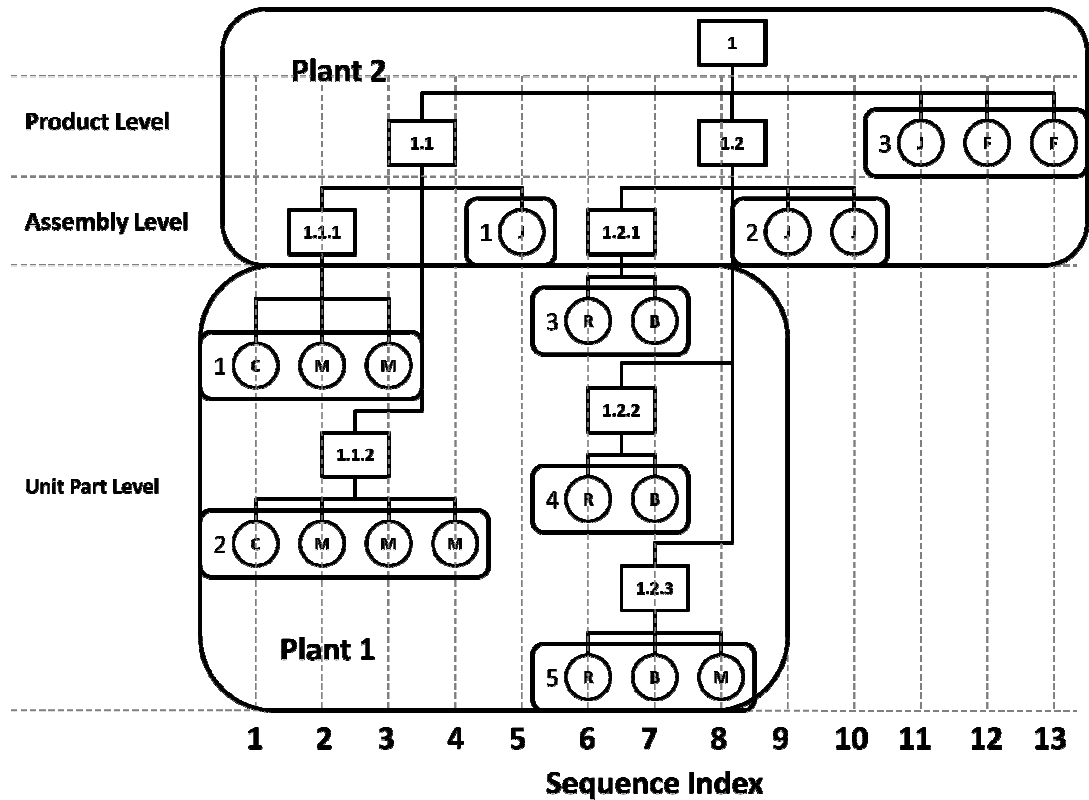 1
Plant 2
Product Level
1.1
1.2
3 J F F
Assembly Level
1.1.1
1 J
1.2.1
2 J J
3 R B
1 C M M
1.2.2
1.1.2
Unit Part Level
4 R B
2 C M M M
1.2.3
Plant 1
5 R B M
1 2 3 4 5 6 7 8 9 10 11 12 13
Sequence Index